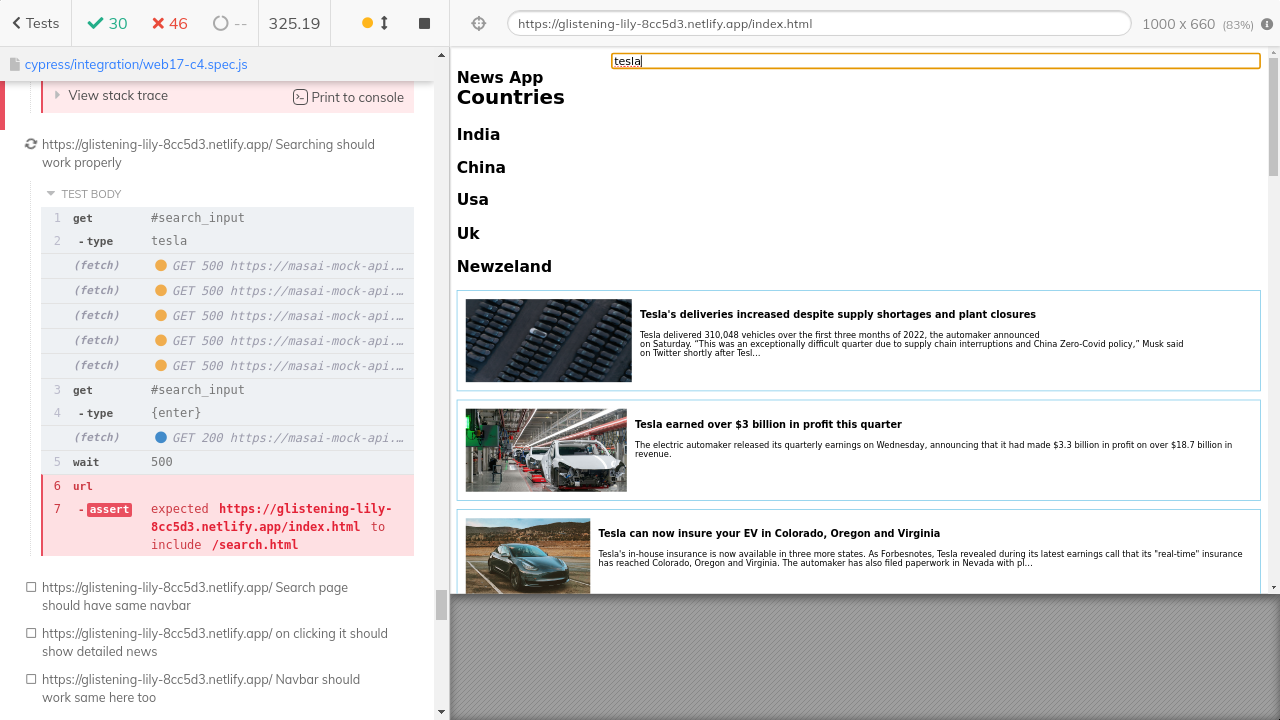 Tests
30
46
--
325.19
https://glistening-lily-8cc5d3.netlify.app/index.html
1000 x 660 (83%)
cypress/integration/web17-c4.spec.js
View stack trace
Print to console
https://glistening-lily-8cc5d3.netlify.app/ Searching should
work properly
TEST BODY
1 get #search_input
2 -type tesla
(fetch) GET 500 https://masai-mock-api.…
(fetch) GET 500 https://masai-mock-api.…
(fetch) GET 500 https://masai-mock-api.…
(fetch) GET 500 https://masai-mock-api.…
(fetch) GET 500 https://masai-mock-api.…
3 get #search_input
4 -type {enter}
(fetch) GET 200 https://masai-mock-api.…
5 wait 500
6 url
7 -assert expected https://glistening-lily-
8cc5d3.netlify.app/index.html to
include /search.html
https://glistening-lily-8cc5d3.netlify.app/ Search page
should have same navbar
https://glistening-lily-8cc5d3.netlify.app/ on clicking it should
show detailed news
https://glistening-lily-8cc5d3.netlify.app/ Navbar should
work same here too
tesla
News App
Countries
India
China
Usa
Uk
Newzeland
Tesla's deliveries increased despite supply shortages and plant closures
Tesla delivered 310,048 vehicles over the first three months of 2022, the automaker announced
on Saturday. “This was an exceptionally difficult quarter due to supply chain interruptions and China Zero-Covid policy,” Musk said
on Twitter shortly after Tesl...
Tesla earned over $3 billion in profit this quarter
The electric automaker released its quarterly earnings on Wednesday, announcing that it had made $3.3 billion in profit on over $18.7 billion in
revenue.
Tesla can now insure your EV in Colorado, Oregon and Virginia
Tesla's in-house insurance is now available in three more states. As Forbesnotes, Tesla revealed during its latest earnings call that its "real-time" insurance
has reached Colorado, Oregon and Virginia. The automaker has also filed paperwork in Nevada with pl...